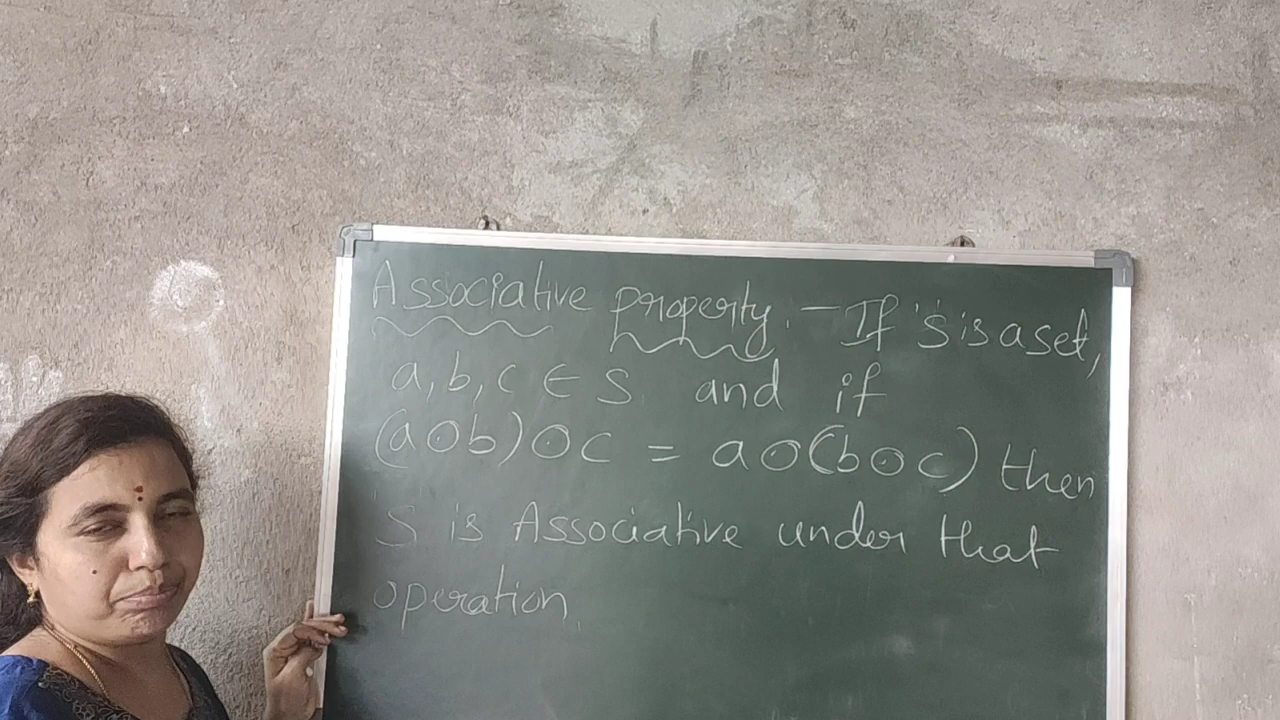 Associative property. - If 'S' is a set,
a, b, c ∈ S. and if
(a o b) o c = a o (b o c) then
'S' is Associative under that
operation.